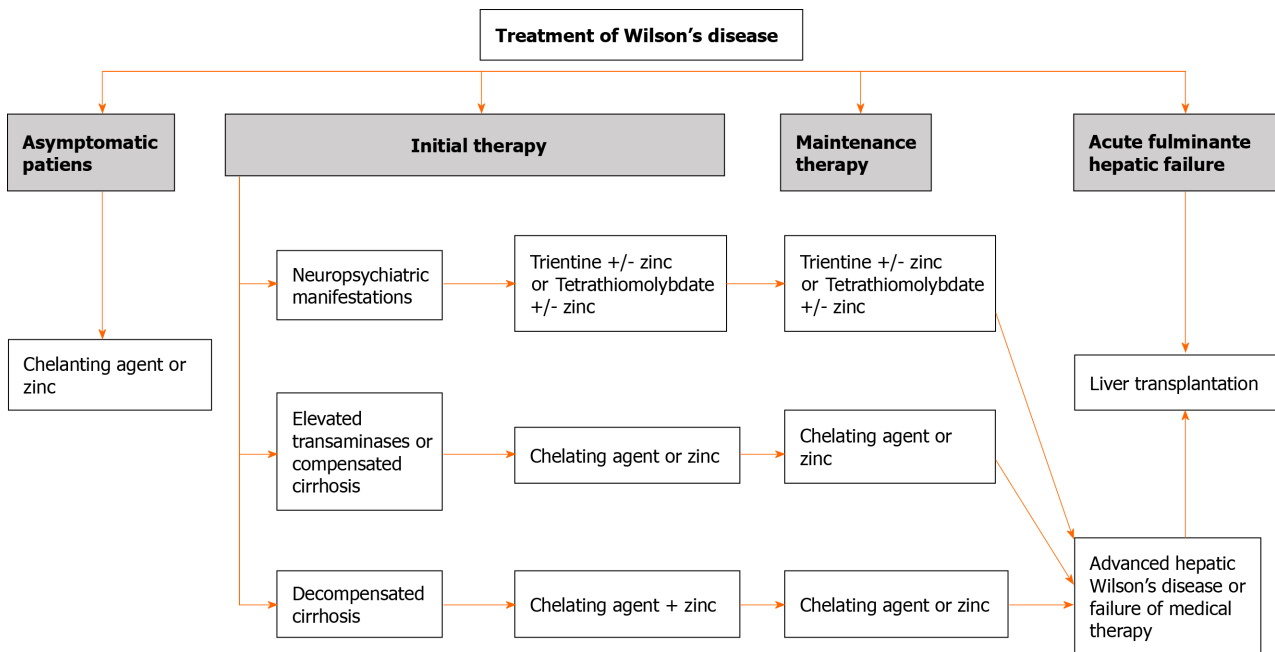 Treatment of Wilson’s disease
Asymptomatic
patiens
Initial therapy
Maintenance
therapy
Acute fulminante
hepatic failure
Neuropsychiatric
manifestations
Trientine +/- zinc
or Tetrathiomolybdate
+/- zinc
Trientine +/- zinc
or Tetrathiomolybdate
+/- zinc
Chelanting agent or
zinc
Liver transplantation
Elevated
transaminases or
compensated
cirrhosis
Chelating agent or zinc
Chelating agent or
zinc
Decompensated
cirrhosis
Chelating agent + zinc
Chelating agent or zinc
Advanced hepatic
Wilson’s disease or
failure of medical
therapy